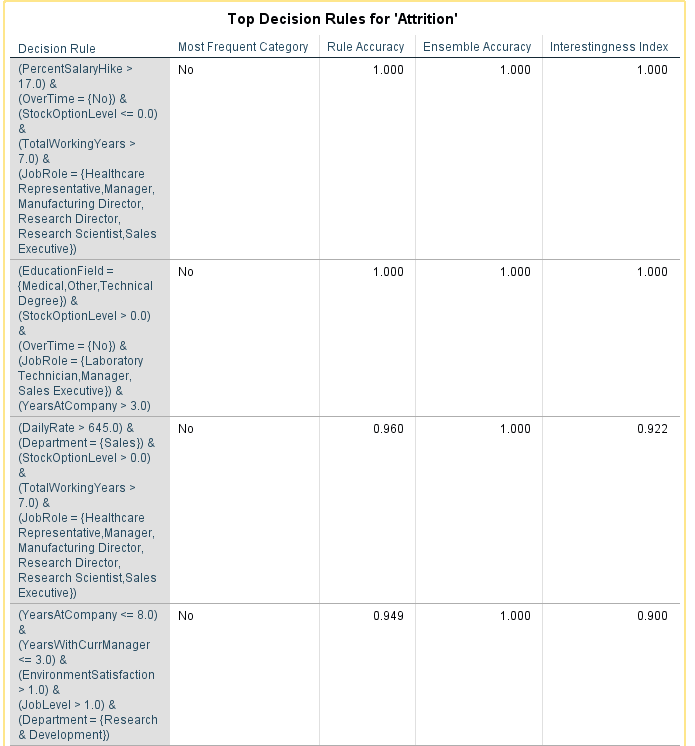 Top Decision Rules for 'Attrition'
Decision Rule Most Frequent Category Rule Accuracy Ensemble Accuracy Interestingness Index
(PercentSalaryHike > No 1.000 1.000 1.000
17.0) &
(OverTime = {No}) &
(StockOptionLevel <= 0.0)
&
(TotalWorkingYears >
7.0) &
(JobRole = {Healthcare
Representative,Manager,
Manufacturing Director,
Research Director,
Research Scientist,Sales
Executive})
(EducationField = No 1.000 1.000 1.000
{Medical,Other,Technical
Degree}) &
(StockOptionLevel > 0.0)
&
(OverTime = {No}) &
(JobRole = {Laboratory
Technician,Manager,
Sales Executive}) &
(YearsAtCompany > 3.0)
(DailyRate > 645.0) & No 0.960 1.000 0.922
(Department = {Sales}) &
(StockOptionLevel > 0.0)
&
(TotalWorkingYears >
7.0) &
(JobRole = {Healthcare
Representative,Manager,
Manufacturing Director,
Research Director,
Research Scientist,Sales
Executive})
(YearsAtCompany <= 8.0) No 0.949 1.000 0.900
&
(YearsWithCurrManager
<= 3.0) &
(EnvironmentSatisfaction
> 1.0) &
(JobLevel > 1.0) &
(Department = {Research
& Development})